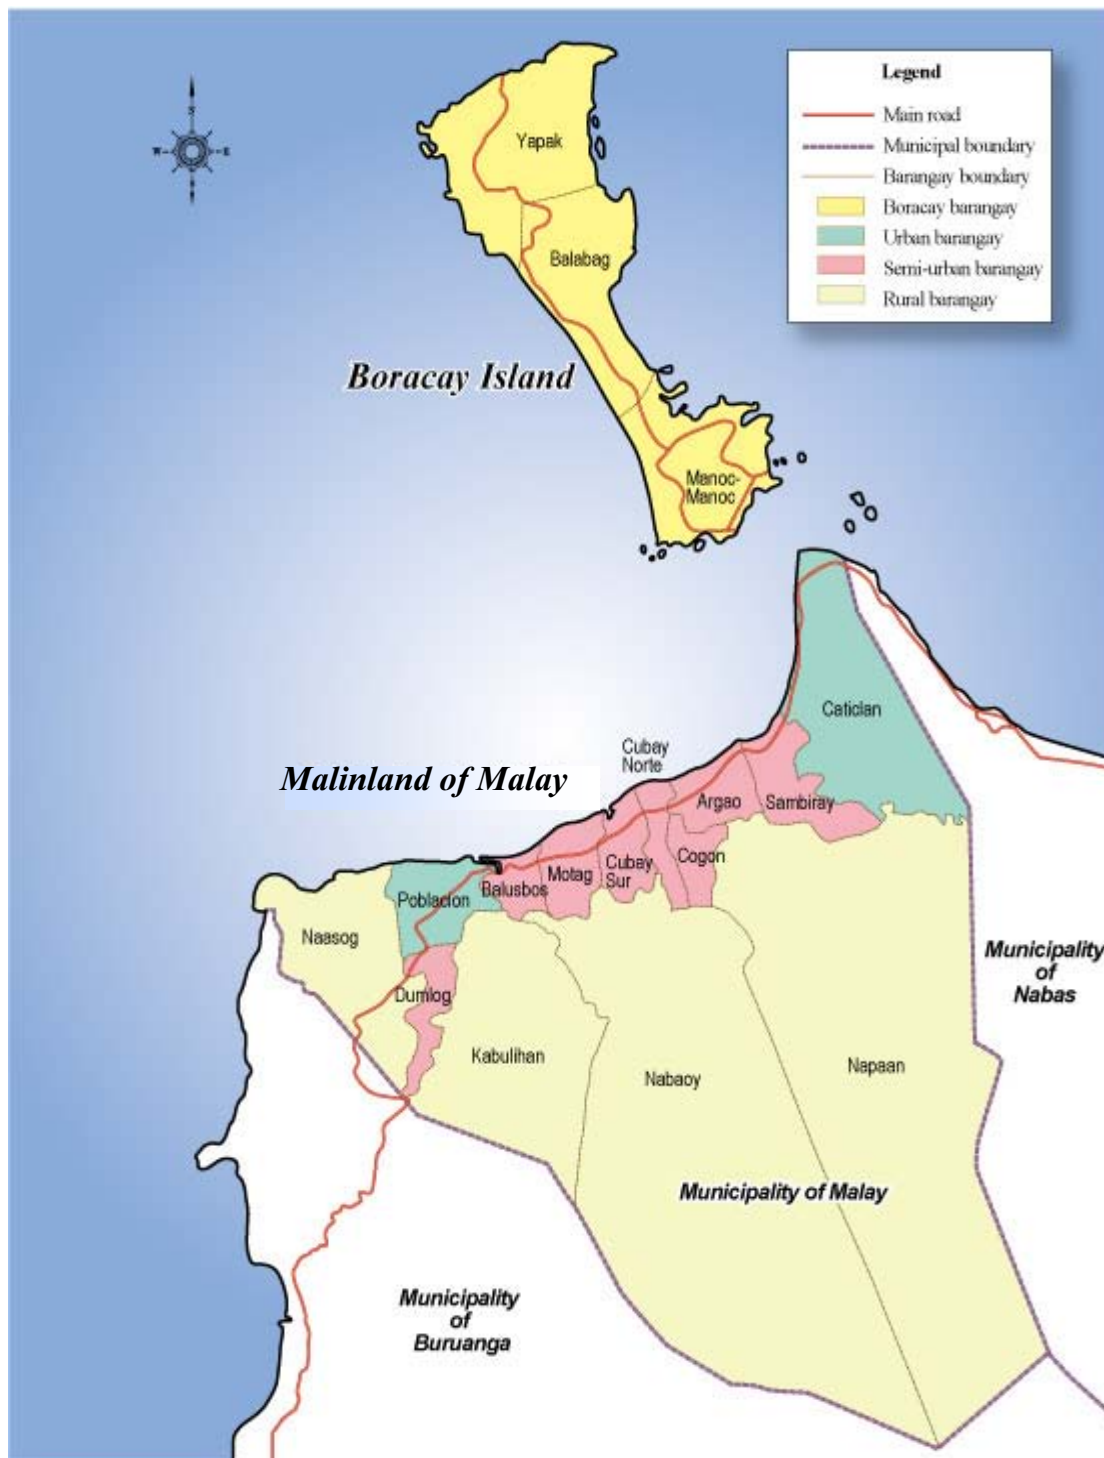 Legend
Main road
Municipal boundary
Barangay boundary
Boracay barangay
Urban barangay
Semi-urban barangay
Rural barangay
S
W
E
Yapak
Balabag
Boracay Island
Manoc-
Manoc
Caticlan
Cubay
Norte
Malinland of Malay
Argao
Sambiray
Cogon
Cubay
Sur
Motag
Balusbos
Poblacion
Naasog
Dumlog
Municipality
of
Nabas
Kabulihan
Nabaoy
Napaan
Municipality of Malay
Municipality
of
Buruanga